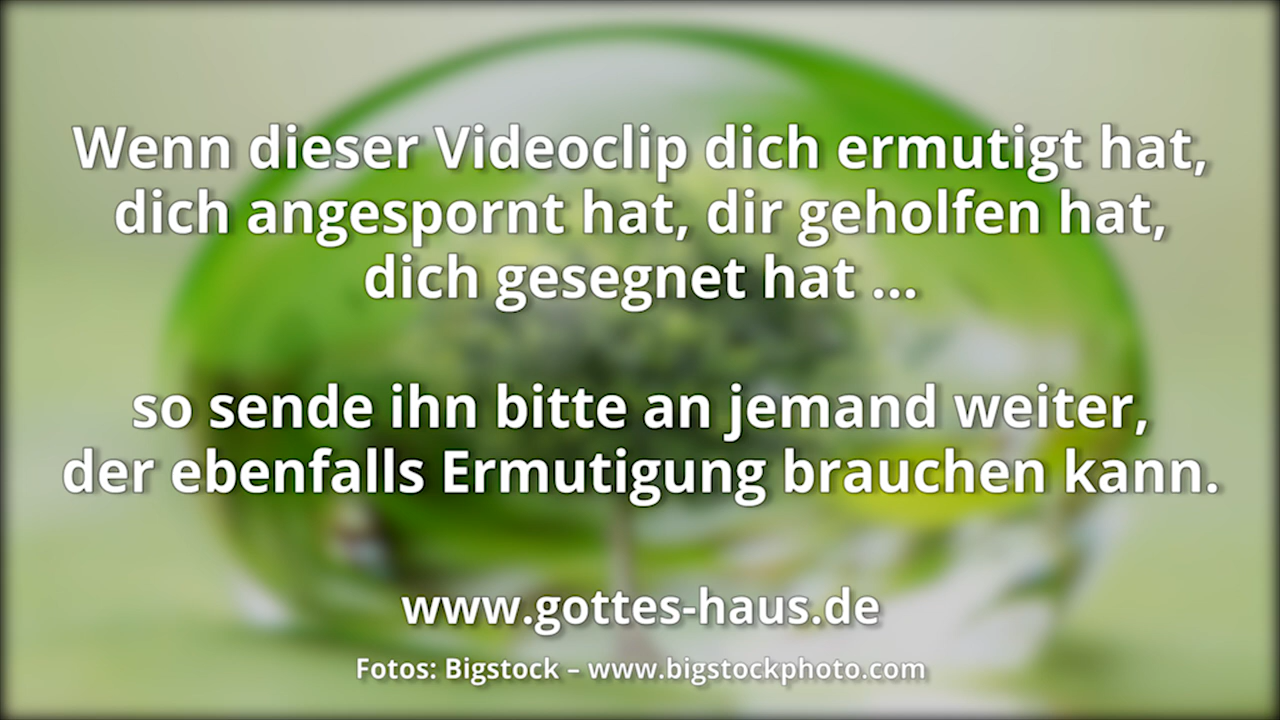 Wenn dieser Videoclip dich ermutigt hat,
dich angespornt hat, dir geholfen hat,
dich gesegnet hat ...
so sende ihn bitte an jemand weiter,
der ebenfalls Ermutigung brauchen kann.
www.gottes-haus.de
Fotos: Bigstock – www.bigstockphoto.com